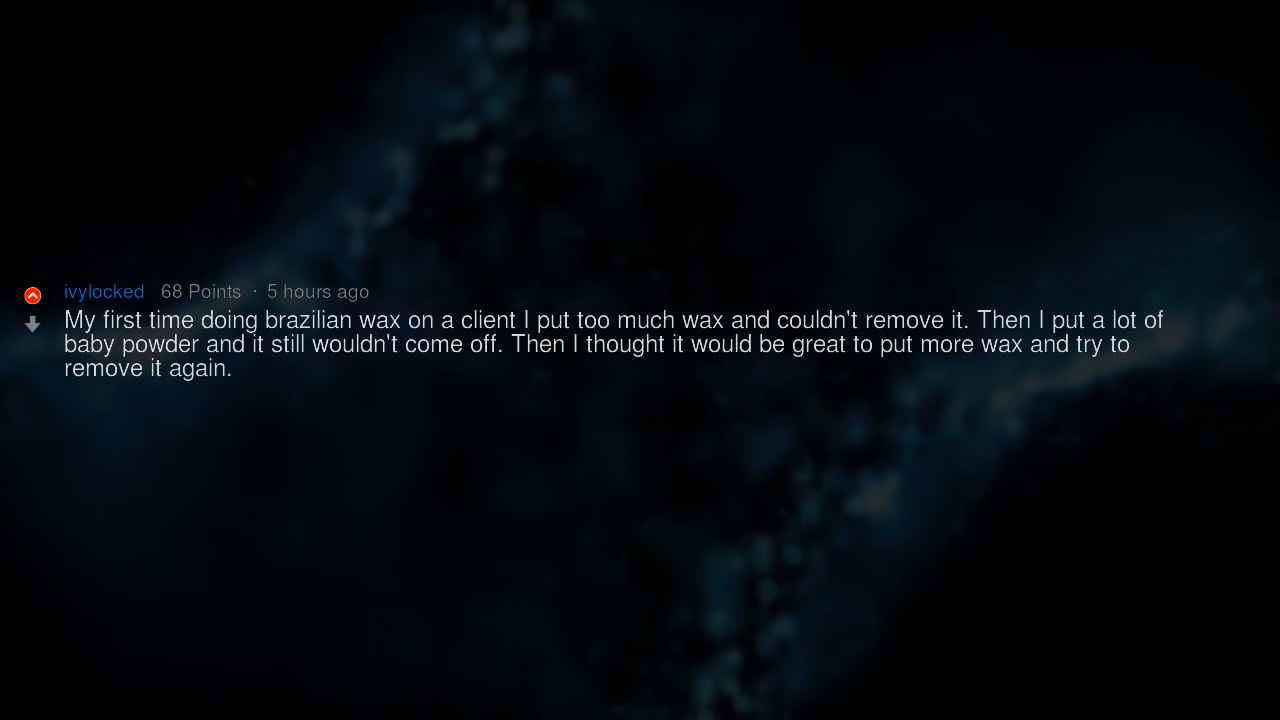 ivylocked 68 Points · 5 hours ago
My first time doing brazilian wax on a client I put too much wax and couldn't remove it. Then I put a lot of
baby powder and it still wouldn't come off. Then I thought it would be great to put more wax and try to
remove it again.